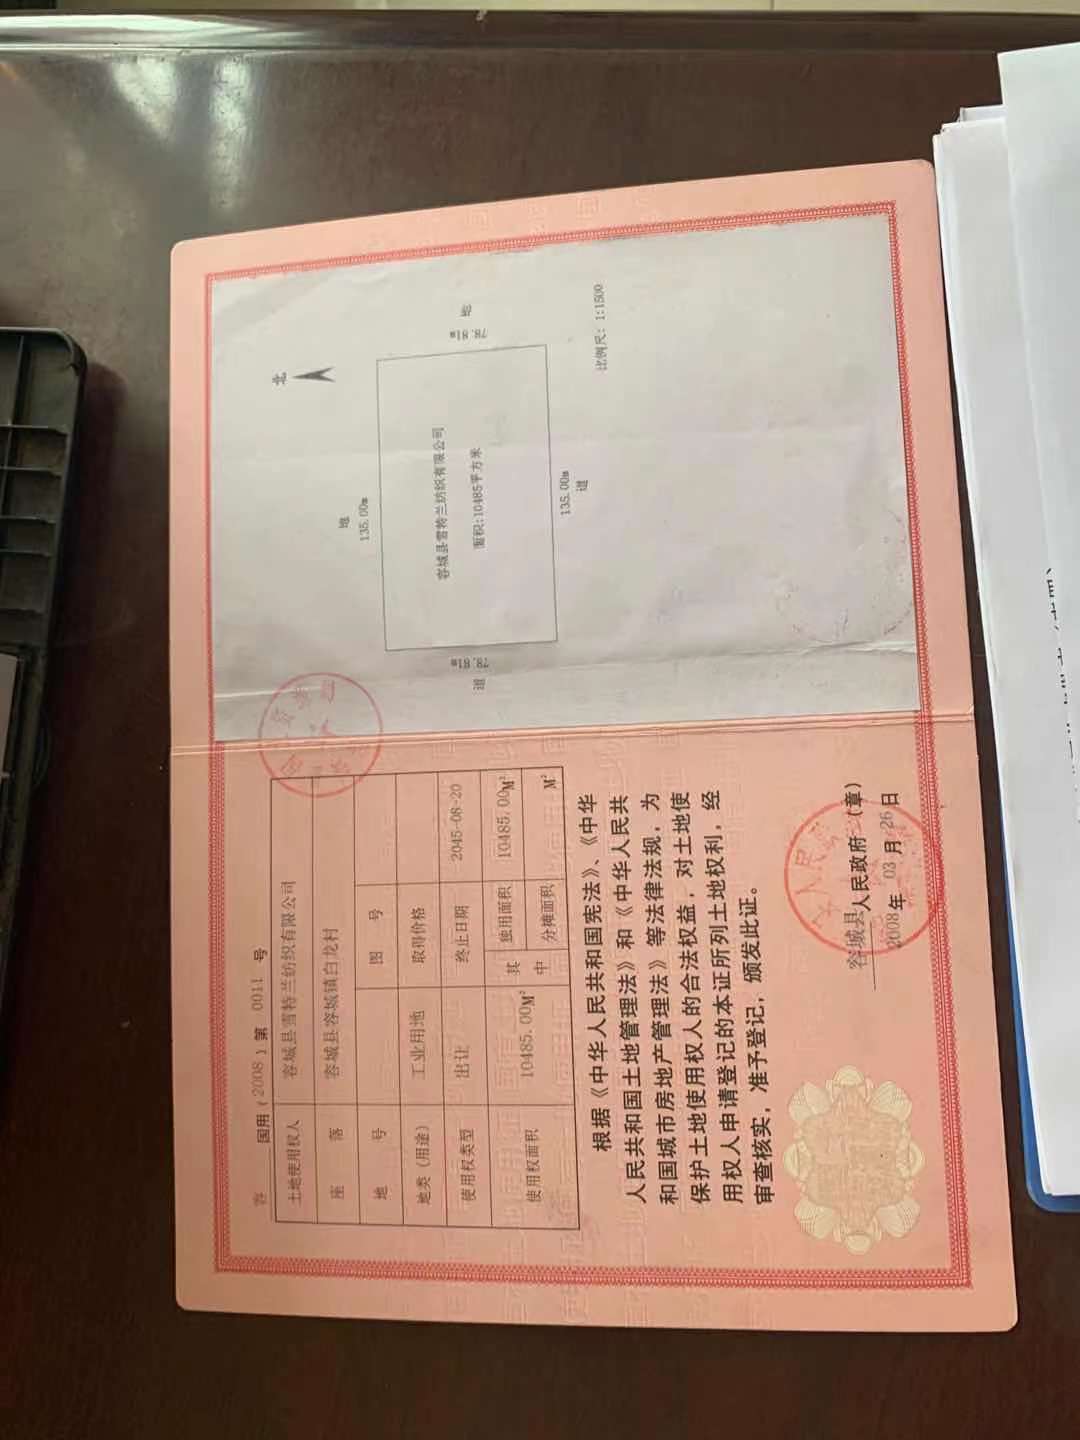 容 国用 (2008) 第 0011 号
土地使用权人 容城县雪特兰纺织有限公司
座落 容城县容城镇白龙村
地号 图号
地类(用途) 工业用地 取得价格
使用权类型 出让 终止日期 2045-08-20
使用权面积 10485.00M² 其中 独用面积 10485.00M²
分摊面积 M²
根据《中华人民共和国宪法》、《中华
人民共和国土地管理法》和《中华人民共
和国城市房地产管理法》等法律法规,为
保护土地使用权人的合法权益,对土地使
用权人申请登记的本证所列土地权利,经
审查核实,准予登记,颁发此证。
容城县人民政府(章)
2008年03月26日
北
地
135.00m
容城县雪特兰纺织有限公司
面积:10485平方米
道
地
135.00m
道
比例尺: 1:1500